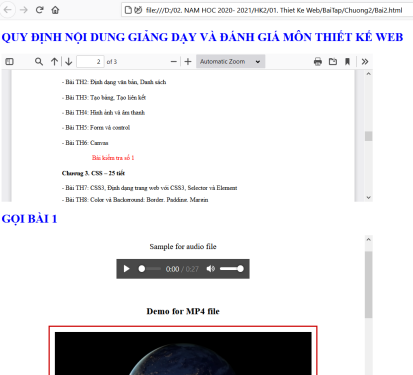 file:///D:/02. NAM HOC 2020- 2021/HK2/01. Thiet Ke Web/BaiTap/Chuong2/Bai2.html
QUY ĐỊNH NỘI DUNG GIẢNG DẠY VÀ ĐÁNH GIÁ MÔN THIẾT KẾ WEB
2 of 3 Automatic Zoom
- Bài TH2: Định dạng văn bản, Danh sách
- Bài TH3: Tạo bảng, Tạo liên kết
- Bài TH4: Hình ảnh và âm thanh
- Bài TH5: Form và control
- Bài TH6: Canvas
Bài kiểm tra số 1
Chương 3. CSS – 25 tiết
- Bài TH7: CSS3, Định dạng trang web với CSS3, Selector và Element
- Bài TH8: Color và Background; Border, Padding, Margin
GỌI BÀI 1
Sample for audio file
0:00 / 0:27
Demo for MP4 file